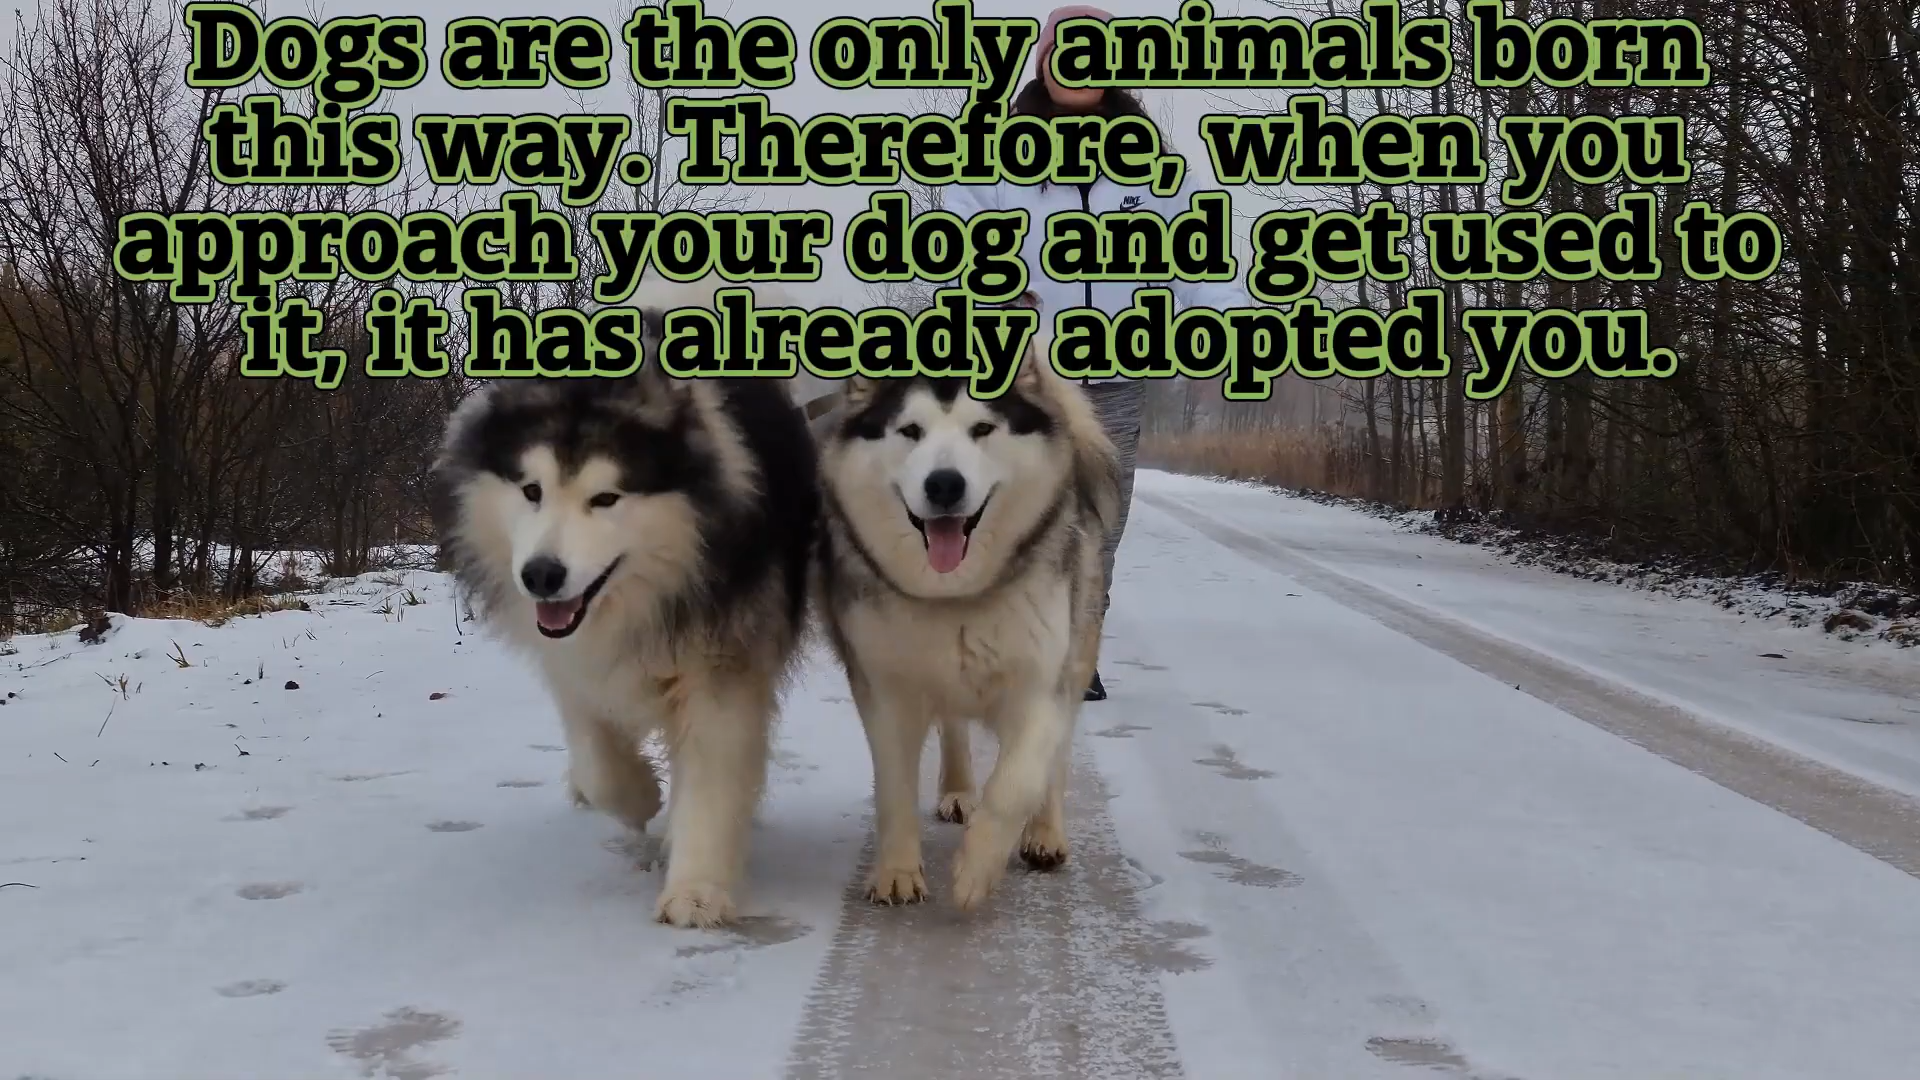 Dogs are the only animals born
this way. Therefore, when you
approach your dog and get used to
it, it has already adopted you.
NIKE